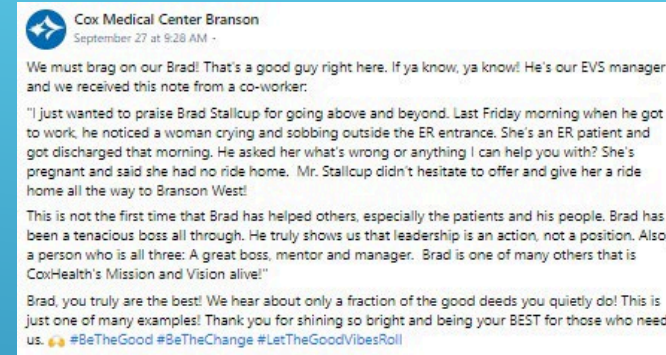 Cox Medical Center Branson
September 27 at 9:28 AM ·
We must brag on our Brad! That's a good guy right here. If ya know, ya know! He's our EVS manager
and we received this note from a co-worker:
"I just wanted to praise Brad Stallcup for going above and beyond. Last Friday morning when he got
to work, he noticed a woman crying and sobbing outside the ER entrance. She's an ER patient and
got discharged that morning. He asked her what's wrong or anything I can help you with? She's
pregnant and said she had no ride home. Mr. Stallcup didn't hesitate to offer and give her a ride
home all the way to Branson West!
This is not the first time that Brad has helped others, especially the patients and his people. Brad has
been a tenacious boss all through. He truly shows us that leadership is an action, not a position. Also
a person who is all three: A great boss, mentor and manager. Brad is one of many others that is
CoxHealth's Mission and Vision alive!"
Brad, you truly are the best! We hear about only a fraction of the good deeds you quietly do! This is
just one of many examples! Thank you for shining so bright and being your BEST for those who need
us. 🙌 #BeTheGood #BeTheChange #LetTheGoodVibesRoll